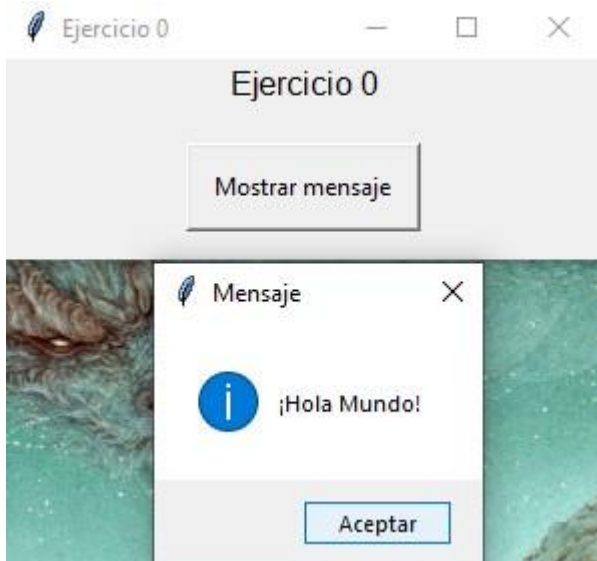 Ejercicio 0
Ejercicio 0
Mostrar mensaje
Mensaje
¡Hola Mundo!
Aceptar